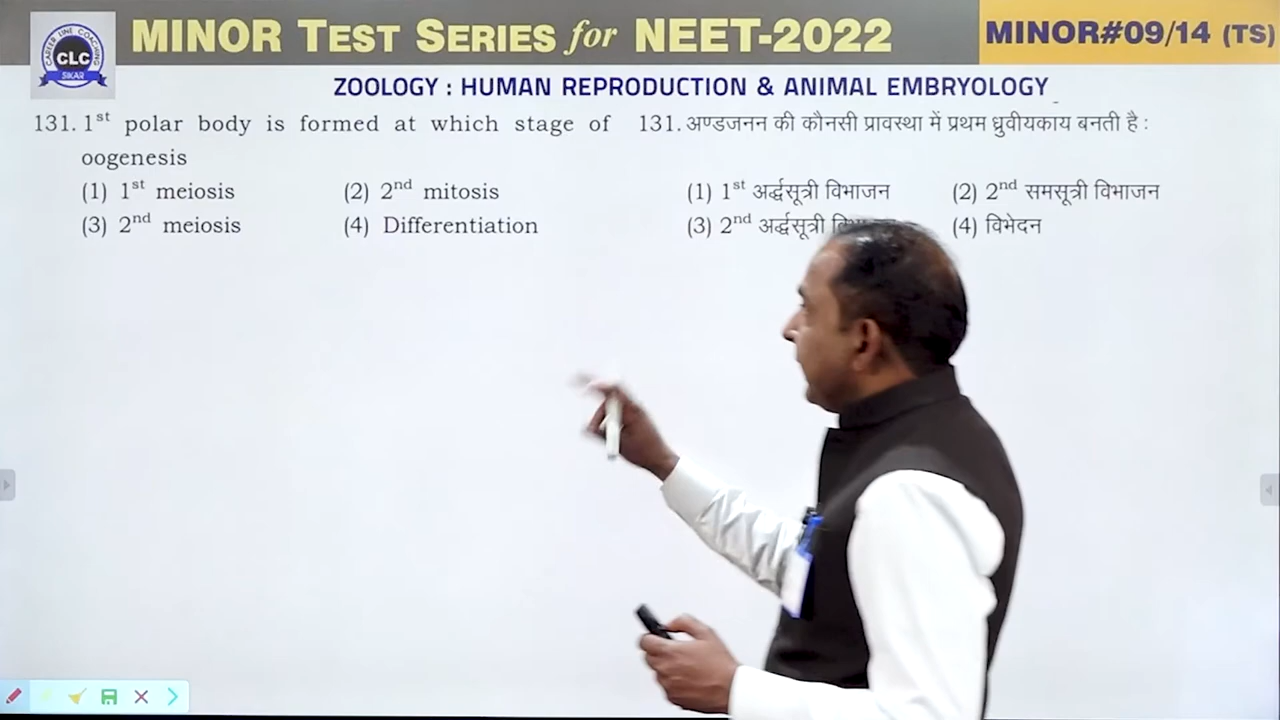 MINOR TEST SERIES for NEET-2022
MINOR#09/14 (TS)
CAREER LINE COACHING
CLC
SIKAR
ZOOLOGY : HUMAN REPRODUCTION & ANIMAL EMBRYOLOGY
131. 1st polar body is formed at which stage of
oogenesis
(1) 1st meiosis (2) 2nd mitosis
(3) 2nd meiosis (4) Differentiation
131. अण्डजनन की कौनसी प्रावस्था में प्रथम ध्रुवीयकाय बनती है :
(1) 1st अर्द्धसूत्री विभाजन (2) 2nd समसूत्री विभाजन
(3) 2nd अर्द्धसूत्री (4) विभेदन